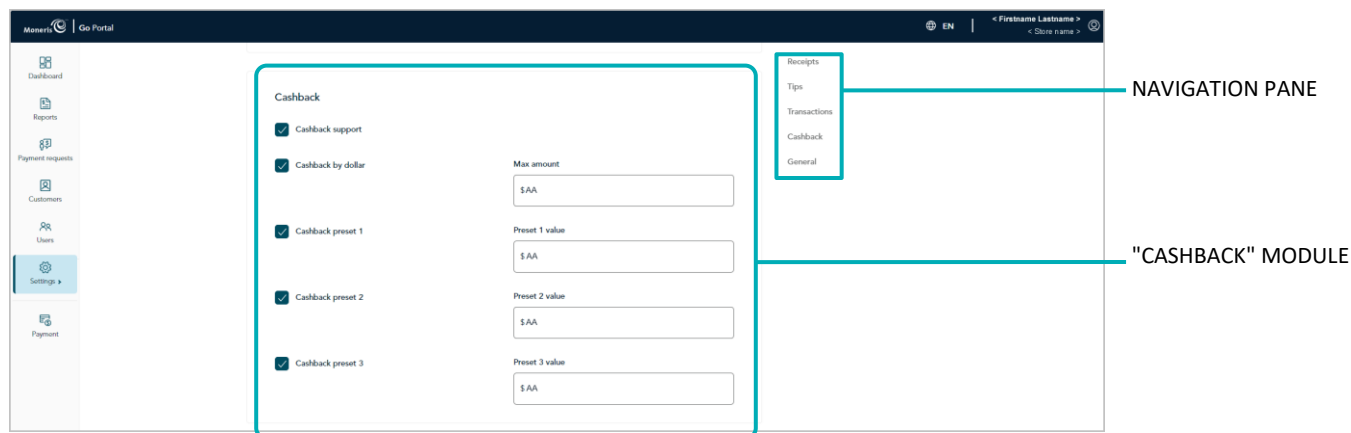 Moneris Go Portal
EN
< Firstname Lastname >
< Store name >
Dashboard
Reports
Payment requests
Customers
Users
Settings
Payment
Cashback
Cashback support
Cashback by dollar
Max amount
$ AA
Cashback preset 1
Preset 1 value
$ AA
Cashback preset 2
Preset 2 value
$ AA
Cashback preset 3
Preset 3 value
$ AA
Receipts
Tips
Transactions
Cashback
General
NAVIGATION PANE
"CASHBACK" MODULE